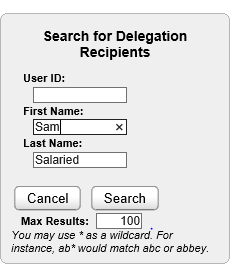 Search for Delegation
Recipients
User ID:
First Name:
Sam ×
Last Name:
Salaried
Cancel Search
Max Results: 100
You may use * as a wildcard. For
instance, ab* would match abc or abbey.